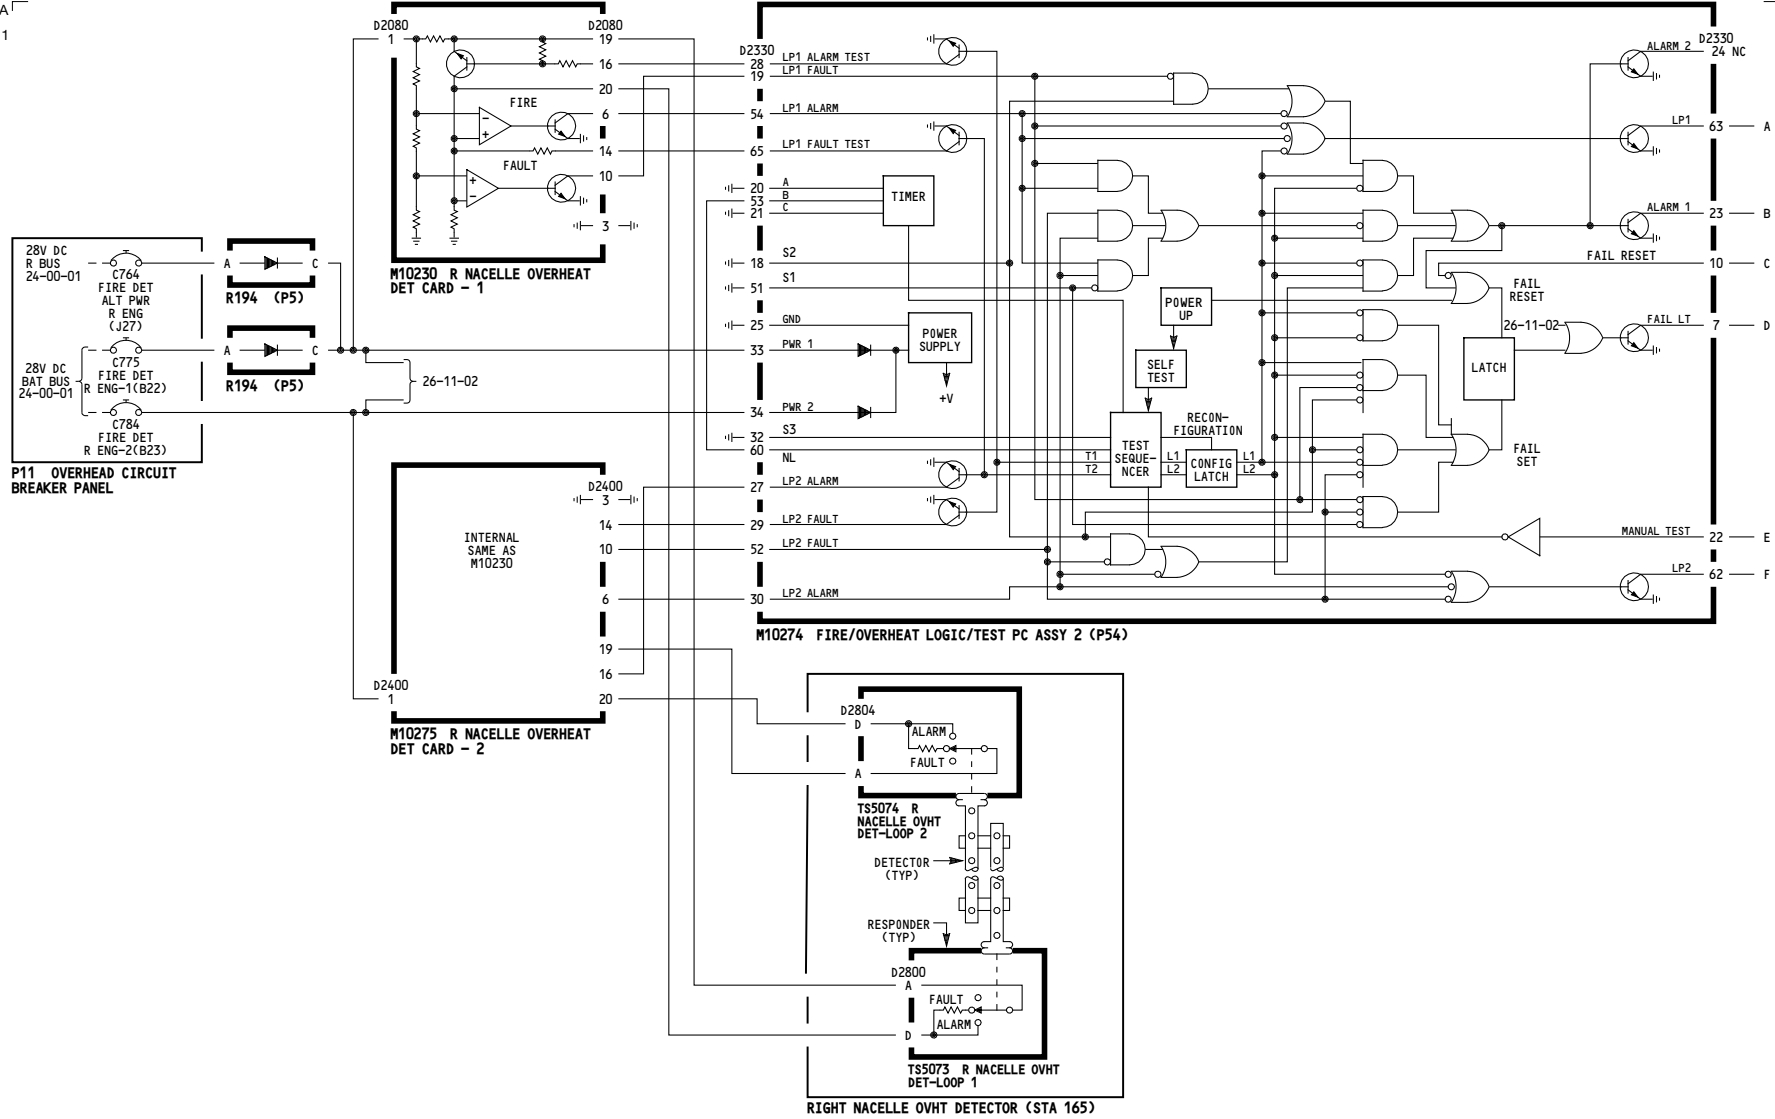 A
1
D2080
1
D2080
19
16
20
FIRE
6
14
FAULT
10
3
M10230 R NACELLE OVERHEAT
DET CARD - 1
28V DC
R BUS
24-00-01
C764
FIRE DET
ALT PWR
R ENG
(J27)
28V DC
BAT BUS
24-00-01
C775
FIRE DET
R ENG-1(B22)
C784
FIRE DET
R ENG-2(B23)
P11 OVERHEAD CIRCUIT
BREAKER PANEL
A
C
R194 (P5)
A
C
R194 (P5)
26-11-02
D2400
3
14
10
6
19
16
20
INTERNAL
SAME AS
M10230
D2400
1
M10275 R NACELLE OVERHEAT
DET CARD - 2
D2330
28 LP1 ALARM TEST
19 LP1 FAULT
54 LP1 ALARM
65 LP1 FAULT TEST
20 A
53 B
21 C
TIMER
18 S2
51 S1
25 GND
33 PWR 1
POWER
SUPPLY
+V
34 PWR 2
32 S3
60
NL
27 LP2 ALARM
29 LP2 FAULT
52 LP2 FAULT
30 LP2 ALARM
POWER
UP
SELF
TEST
RECON-
FIGURATION
T1
T2
TEST
SEQUE-
NCER
L1
L2
CONFIG
LATCH
L1
L2
D2330
ALARM 2
24 NC
LP1
63
A
ALARM 1
23
B
FAIL RESET
10
C
FAIL
RESET
26-11-02
FAIL LT
7
D
LATCH
FAIL
SET
MANUAL TEST
22
E
LP2
62
F
M10274 FIRE/OVERHEAT LOGIC/TEST PC ASSY 2 (P54)
D2804
D
ALARM
FAULT
A
TS5074 R
NACELLE OVHT
DET-LOOP 2
DETECTOR
(TYP)
RESPONDER
(TYP)
D2800
A
FAULT
ALARM
D
TS5073 R NACELLE OVHT
DET-LOOP 1
RIGHT NACELLE OVHT DETECTOR (STA 165)